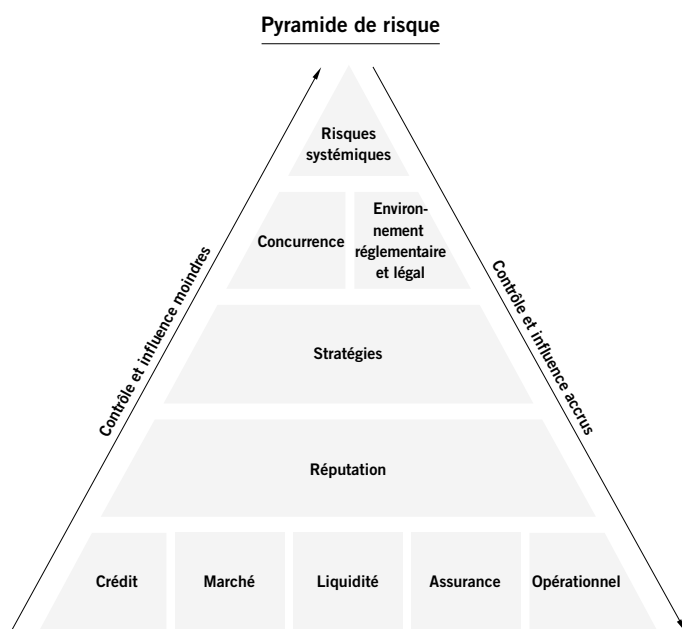 Pyramide de risque
Risques
systémiques
Concurrence
Environ-
nement
réglementaire
et légal
Contrôle et influence moindres
Contrôle et influence accrus
Stratégies
Réputation
Crédit
Marché
Liquidité
Assurance
Opérationnel